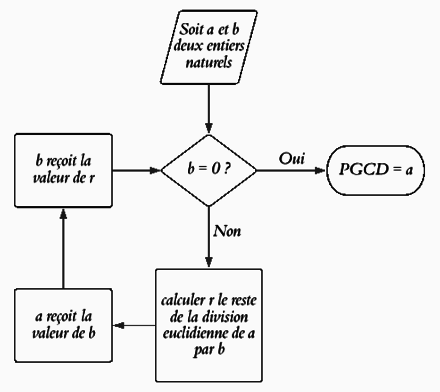 Soit a et b
deux entiers
naturels
b reçoit la
valeur de r
b = 0 ?
Oui
PGCD = a
Non
calculer r le reste
de la division
euclidienne de a
par b
a reçoit la
valeur de b